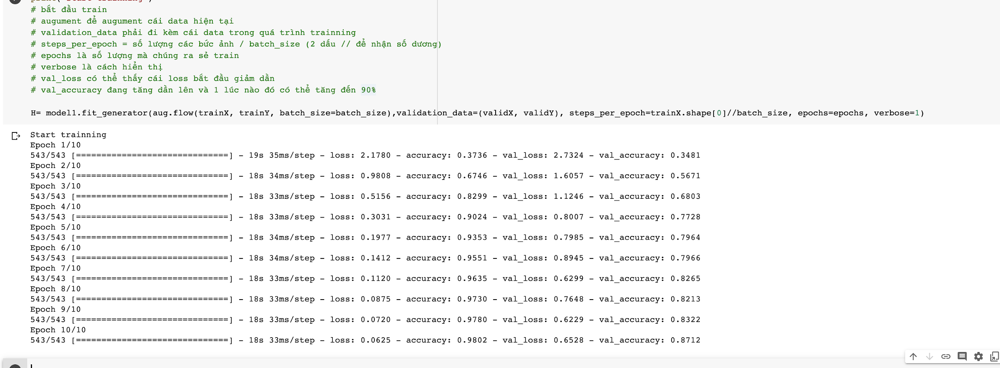 # bắt đầu train
# augument để augument cái data hiện tại
# validation_data phải đi kèm cái data trong quá trình trainning
# steps_per_epoch = số lượng các bức ảnh / batch_size (2 dấu // để nhận số dương)
# epochs là số lượng mà chúng ra sẻ train
# verbose là cách hiển thị
# val_loss có thể thấy cái loss bắt đầu giảm dần
# val_accuracy đang tăng dần lên và 1 lúc nào đó có thể tăng đến 90%
H= model1.fit_generator(aug.flow(trainX, trainY, batch_size=batch_size),validation_data=(validX, validY), steps_per_epoch=trainX.shape[0]//batch_size, epochs=epochs, verbose=1)
Start trainning
Epoch 1/10
543/543 [==============================] - 19s 35ms/step - loss: 2.1780 - accuracy: 0.3736 - val_loss: 2.7324 - val_accuracy: 0.3481
Epoch 2/10
543/543 [==============================] - 18s 34ms/step - loss: 0.9808 - accuracy: 0.6746 - val_loss: 1.6057 - val_accuracy: 0.5671
Epoch 3/10
543/543 [==============================] - 18s 33ms/step - loss: 0.5156 - accuracy: 0.8299 - val_loss: 1.1246 - val_accuracy: 0.6803
Epoch 4/10
543/543 [==============================] - 18s 33ms/step - loss: 0.3031 - accuracy: 0.9024 - val_loss: 0.8007 - val_accuracy: 0.7728
Epoch 5/10
543/543 [==============================] - 18s 34ms/step - loss: 0.1977 - accuracy: 0.9353 - val_loss: 0.7985 - val_accuracy: 0.7964
Epoch 6/10
543/543 [==============================] - 18s 34ms/step - loss: 0.1412 - accuracy: 0.9551 - val_loss: 0.8945 - val_accuracy: 0.7966
Epoch 7/10
543/543 [==============================] - 18s 33ms/step - loss: 0.1120 - accuracy: 0.9635 - val_loss: 0.6299 - val_accuracy: 0.8265
Epoch 8/10
543/543 [==============================] - 18s 33ms/step - loss: 0.0875 - accuracy: 0.9730 - val_loss: 0.7648 - val_accuracy: 0.8213
Epoch 9/10
543/543 [==============================] - 18s 33ms/step - loss: 0.0720 - accuracy: 0.9780 - val_loss: 0.6229 - val_accuracy: 0.8322
Epoch 10/10
543/543 [==============================] - 18s 33ms/step - loss: 0.0625 - accuracy: 0.9802 - val_loss: 0.6528 - val_accuracy: 0.8712